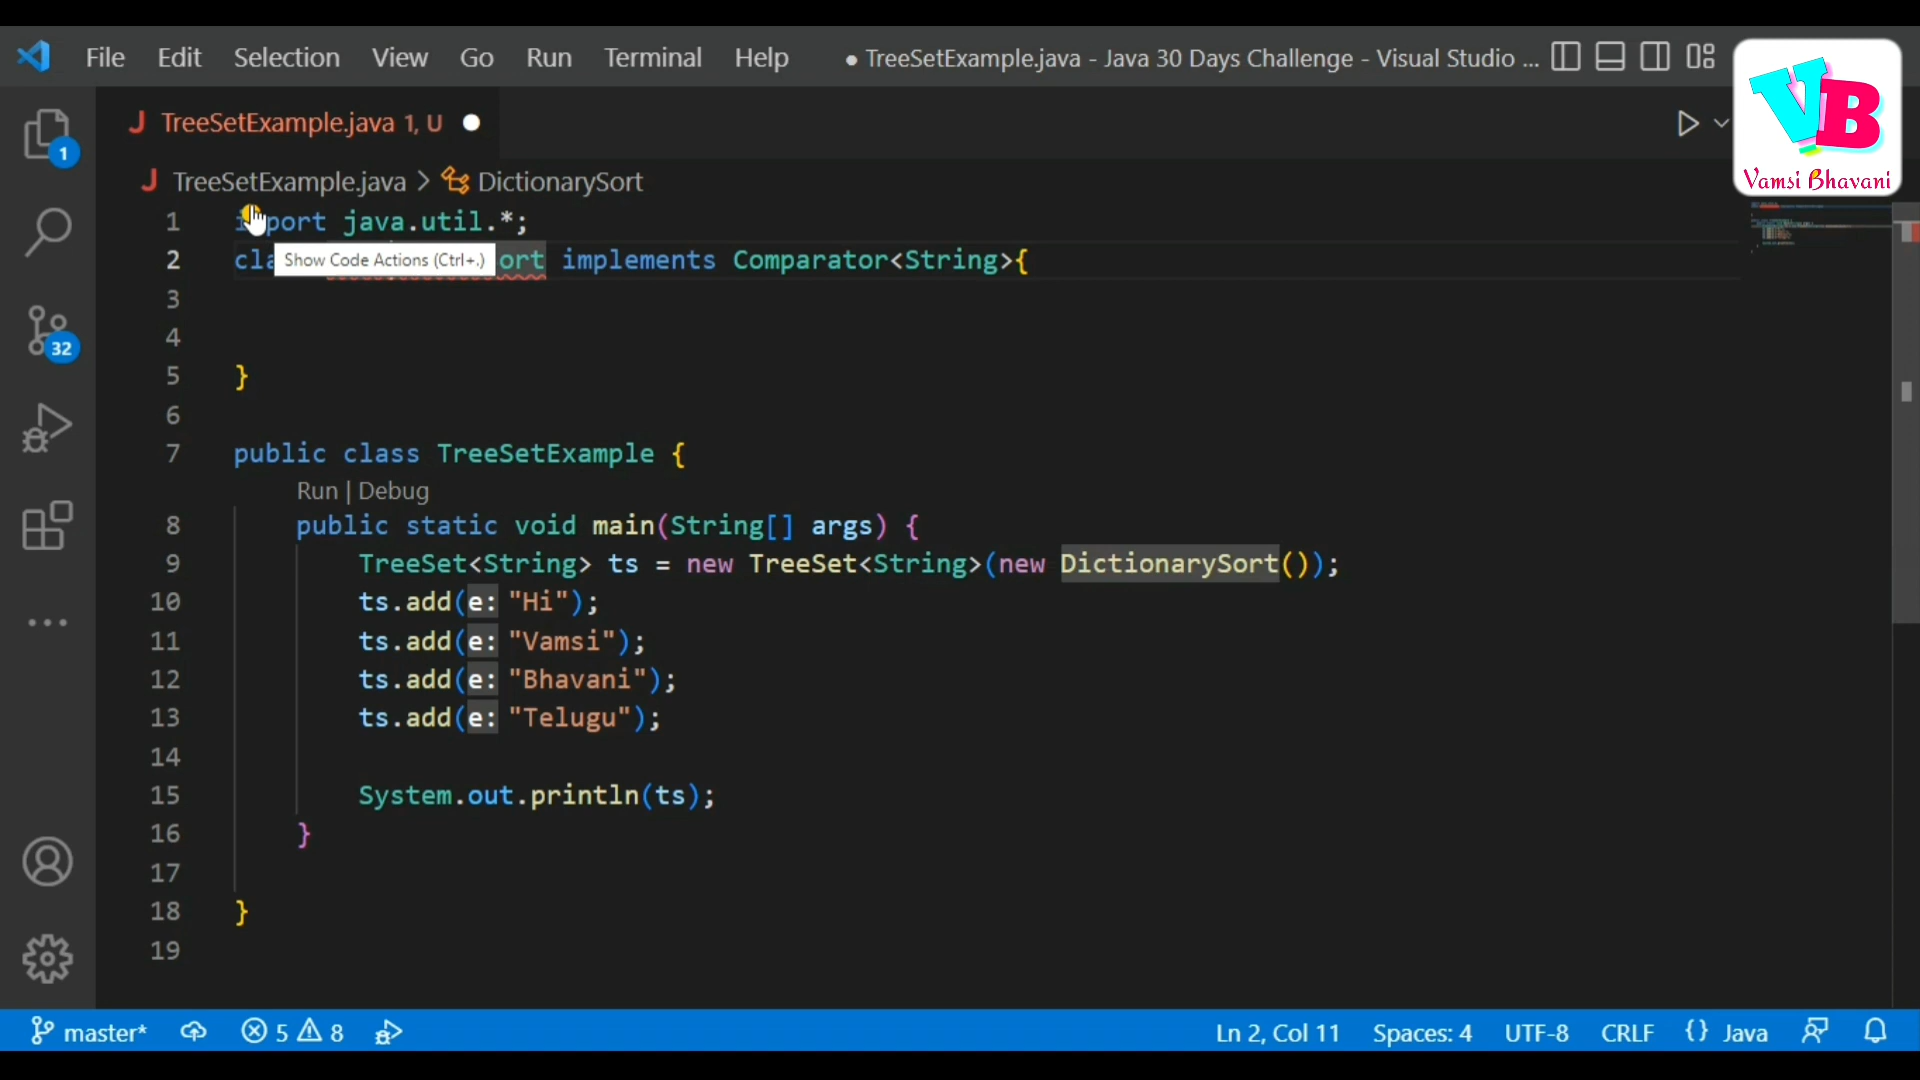 File Edit Selection View Go Run Terminal Help ● TreeSetExample.java - Java 30 Days Challenge - Visual Studio ...
VB
Vamsi Bhavani
J TreeSetExample.java 1, U ●
J TreeSetExample.java > DictionarySort
1
1 import java.util.*;
2 cla ort implements Comparator<String>{
Show Code Actions (Ctrl+.)
3
4
32
5 }
6
7 public class TreeSetExample {
Run | Debug
8 public static void main(String[] args) {
9 TreeSet<String> ts = new TreeSet<String>(new DictionarySort());
10 ts.add(e: "Hi");
11 ts.add(e: "Vamsi");
12 ts.add(e: "Bhavani");
13 ts.add(e: "Telugu");
14
15 System.out.println(ts);
16 }
17
18 }
19
master* 5 8 Ln 2, Col 11 Spaces: 4 UTF-8 CRLF {} Java